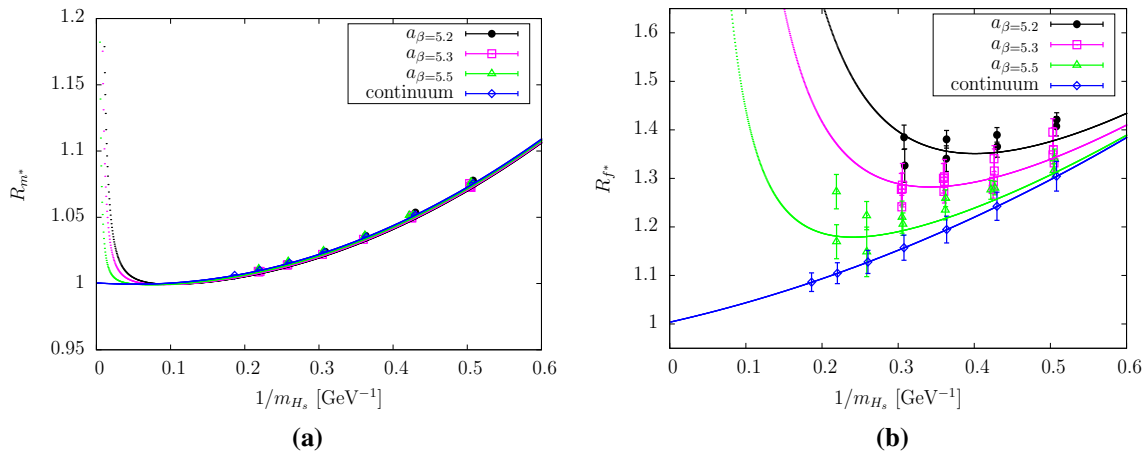 1.2
1.15
1.1
1.05
1
0.95
R_{m^*}
0 0.1 0.2 0.3 0.4 0.5 0.6
1/m_{H_s} [GeV^{−1}]
a_{β=5.2}
a_{β=5.3}
a_{β=5.5}
continuum
(a)
1.6
1.5
1.4
1.3
1.2
1.1
1
R_{f^*}
0 0.1 0.2 0.3 0.4 0.5 0.6
1/m_{H_s} [GeV^{−1}]
a_{β=5.2}
a_{β=5.3}
a_{β=5.5}
continuum
(b)